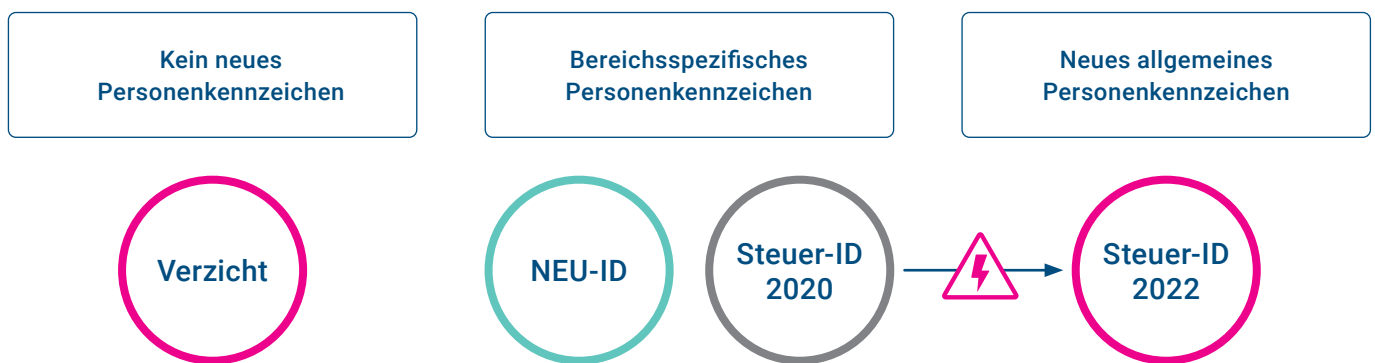 Kein neues
Personenkennzeichen
Bereichsspezifisches
Personenkennzeichen
Neues allgemeines
Personenkennzeichen
Verzicht
NEU-ID
Steuer-ID
2020
Steuer-ID
2022